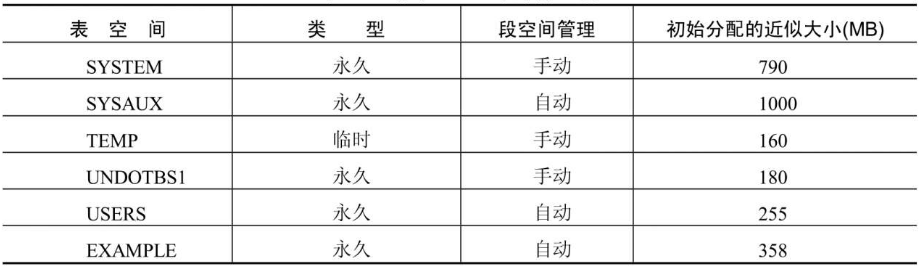 表 空 间 类 型 段空间管理 初始分配的近似大小(MB)
SYSTEM 永久 手动 790
SYSAUX 永久 自动 1000
TEMP 临时 手动 160
UNDOTBS1 永久 手动 180
USERS 永久 自动 255
EXAMPLE 永久 自动 358